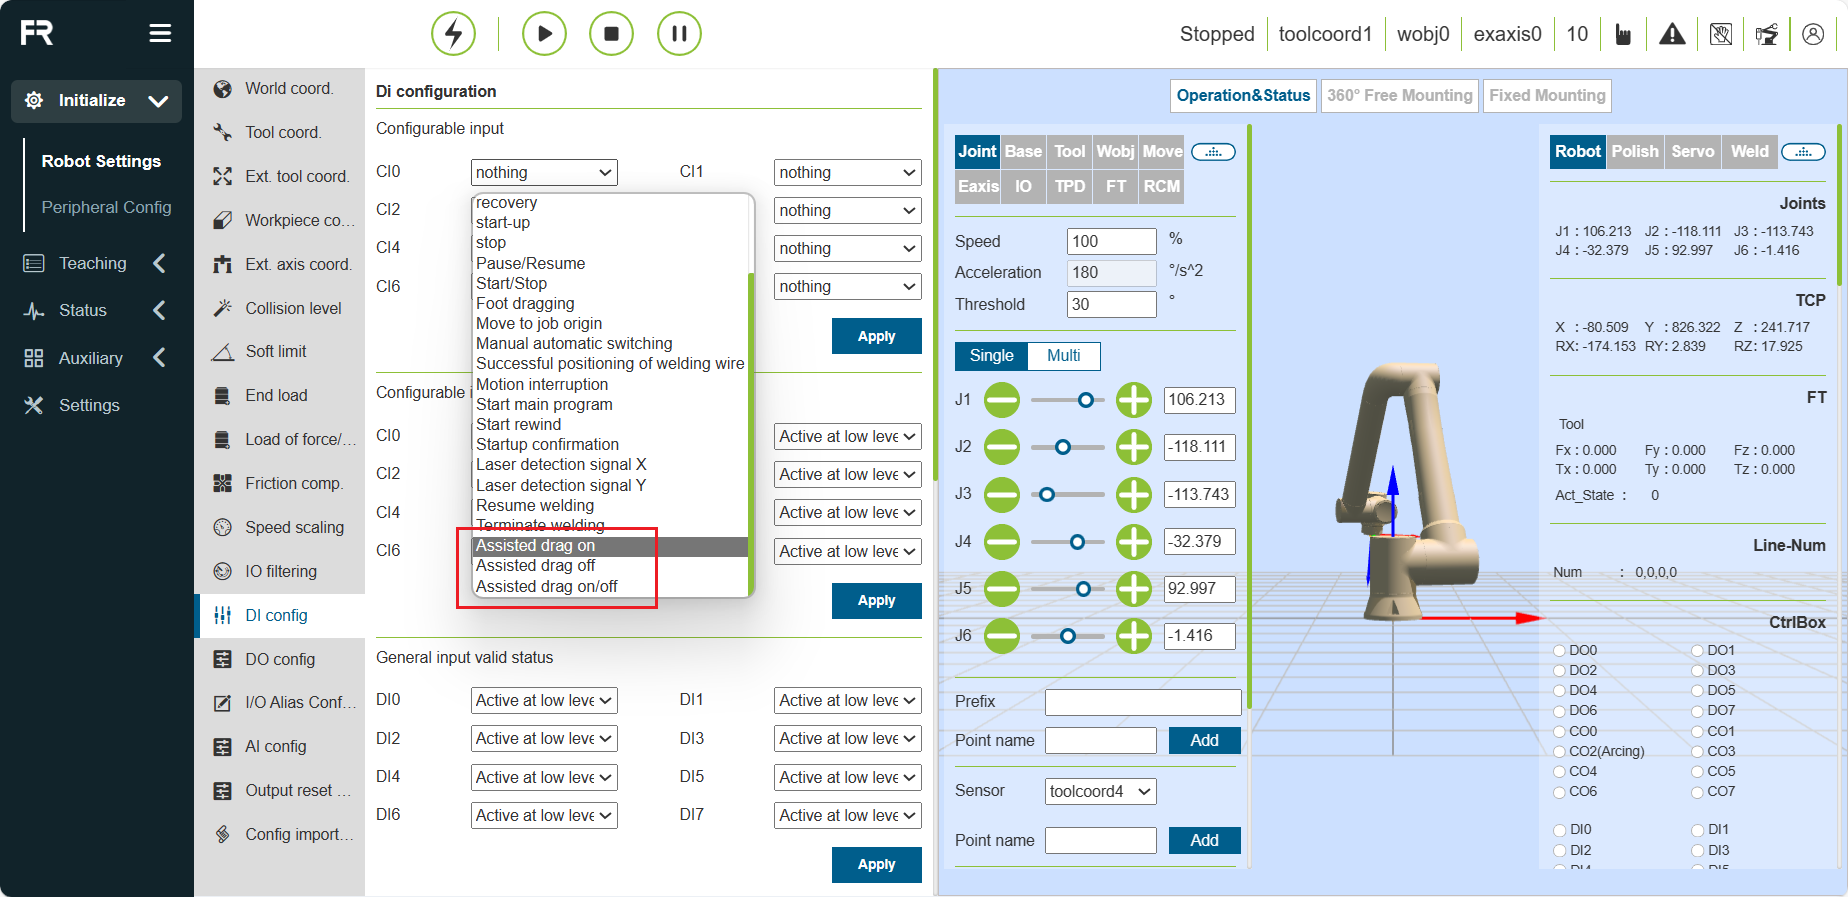 FR
Stopped
toolcoord1
wobj0
exaxis0
10
Initialize
Robot Settings
Peripheral Config
Teaching
Status
Auxiliary
Settings
World coord.
Tool coord.
Ext. tool coord.
Workpiece co...
Ext. axis coord.
Collision level
Soft limit
End load
Load of force/...
Friction comp.
Speed scaling
IO filtering
DI config
DO config
I/O Alias Conf...
AI config
Output reset ...
Config import...
Di configuration
Configurable input
CI0 nothing CI1 nothing
CI2 nothing
CI4 nothing
CI6 nothing
Apply
recovery
start-up
stop
Pause/Resume
Start/Stop
Foot dragging
Move to job origin
Manual automatic switching
Successful positioning of welding wire
Motion interruption
Start main program
Start rewind
Startup confirmation
Laser detection signal X
Laser detection signal Y
Resume welding
Terminate welding
Assisted drag on
Assisted drag off
Assisted drag on/off
Configurable
CI0 Active at low leve
CI2 Active at low leve
CI4 Active at low leve
CI6 Active at low leve
Apply
General input valid status
DI0 Active at low leve DI1 Active at low leve
DI2 Active at low leve DI3 Active at low leve
DI4 Active at low leve DI5 Active at low leve
DI6 Active at low leve DI7 Active at low leve
Apply
Operation&Status 360° Free Mounting Fixed Mounting
Joint Base Tool Wobj Move
Eaxis IO TPD FT RCM
Speed 100 %
Acceleration 180 °/s^2
Threshold 30 °
Single Multi
J1 106.213
J2 -118.111
J3 -113.743
J4 -32.379
J5 92.997
J6 -1.416
Prefix
Point name Add
Sensor toolcoord4
Point name Add
Robot Polish Servo Weld
Joints
J1 : 106.213 J2 : -118.111 J3 : -113.743
J4 : -32.379 J5 : 92.997 J6 : -1.416
TCP
X : -80.509 Y : 826.322 Z : 241.717
RX: -174.153 RY: 2.839 RZ: 17.925
FT
Tool
Fx : 0.000 Fy : 0.000 Fz : 0.000
Tx : 0.000 Ty : 0.000 Tz : 0.000
Act_State : 0
Line-Num
Num : 0,0,0,0
CtrlBox
DO0 DO1
DO2 DO3
DO4 DO5
DO6 DO7
CO0 CO1
CO2(Arcing) CO3
CO4 CO5
CO6 CO7
DI0 DI1
DI2 DI3
DI4 DI5